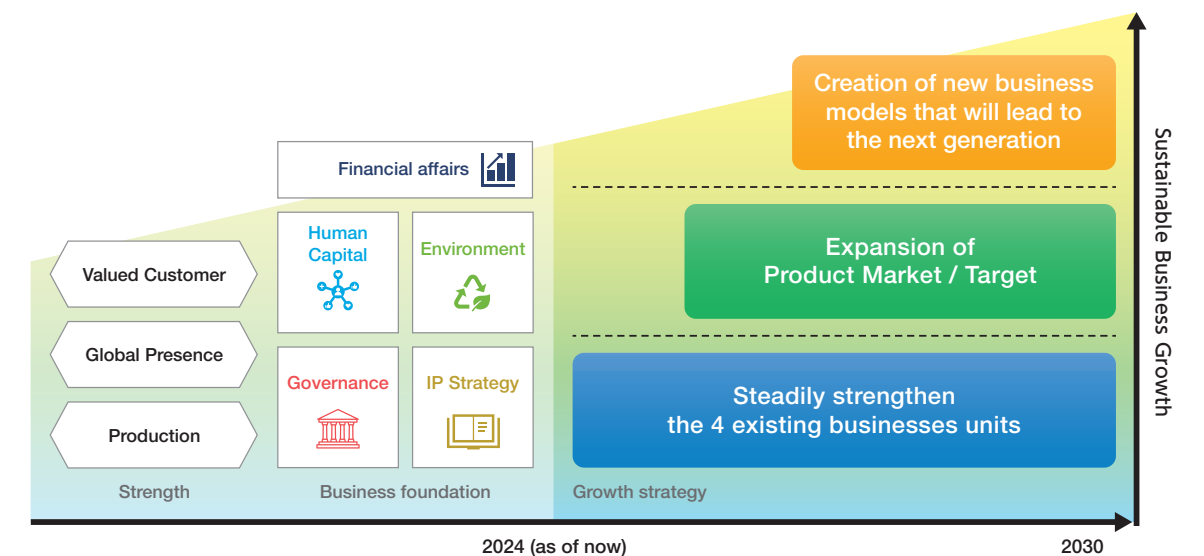 Valued Customer
Global Presence
Production
Strength
Financial affairs
Human
Capital
Environment
Governance
IP Strategy
Business foundation
Creation of new business
models that will lead to
the next generation
Expansion of
Product Market / Target
Steadily strengthen
the 4 existing businesses units
Growth strategy
Sustainable Business Growth
2024 (as of now)
2030